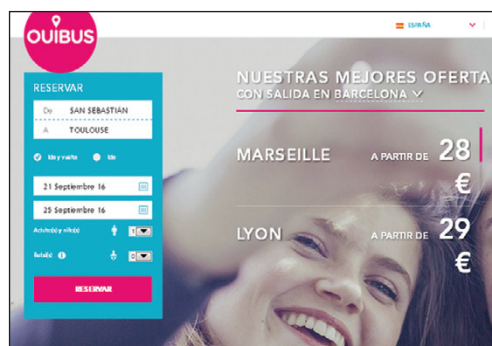 OUIBUS
ESPAÑA
RESERVAR
De SAN SEBASTIÁN
A TOULOUSE
Ida y vuelta Ida
21 Septiembre 16
25 Septiembre 16
Adulto(s) y niño(s) 1
Bebé(s) 0
RESERVAR
NUESTRAS MEJORES OFERTA
CON SALIDA EN BARCELONA
MARSEILLE A PARTIR DE 28 €
LYON A PARTIR DE 29 €